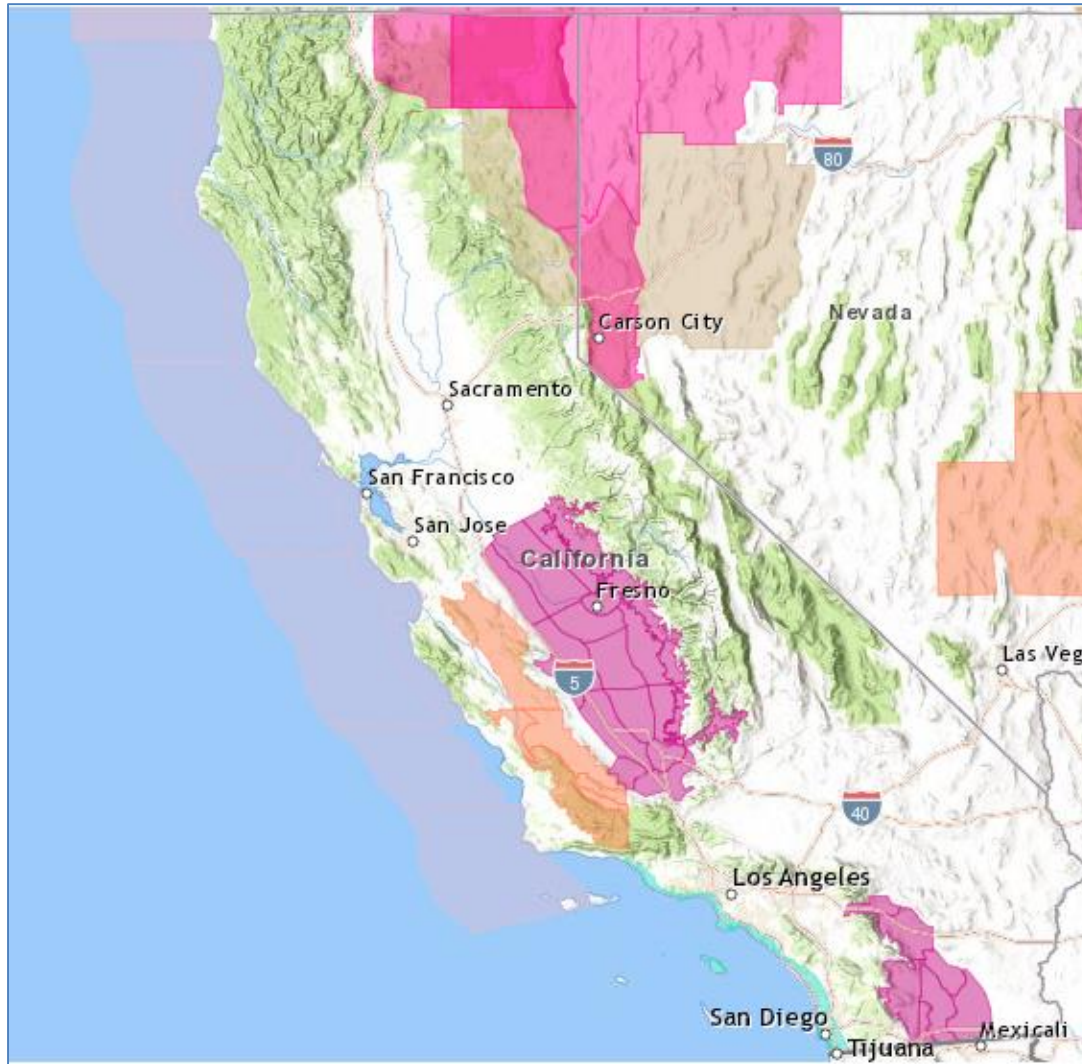 80
Nevada
Carson City
Sacramento
San Francisco
San Jose
California
Fresno
Las Veg
5
40
Los Angeles
San Diego
Mexicali
Tijuana